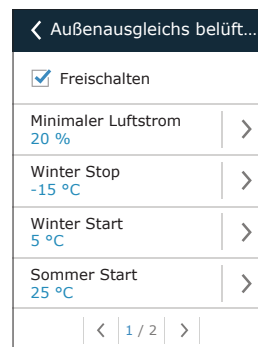 Außenausgleichs belüft...
Freischalten
Minimaler Luftstrom
20 %
Winter Stop
-15 °C
Winter Start
5 °C
Sommer Start
25 °C
1 / 2